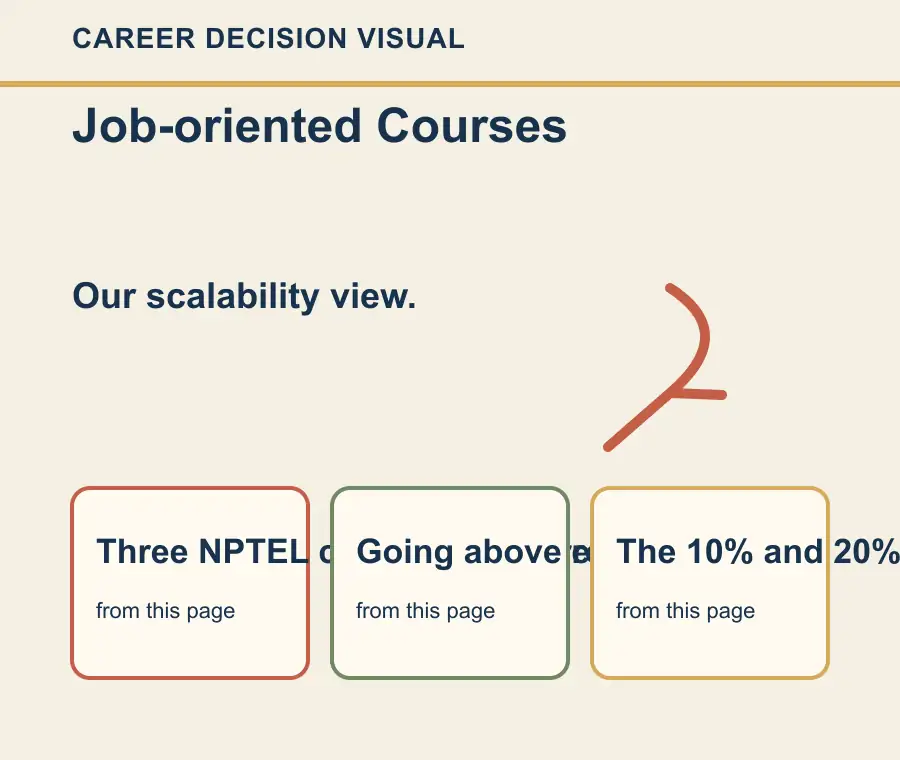 CAREER DECISION VISUAL
Job-oriented Courses
Our scalability view.
Three NPTEL
Going above
The 10% and 20%
from this page
from this page
from this page